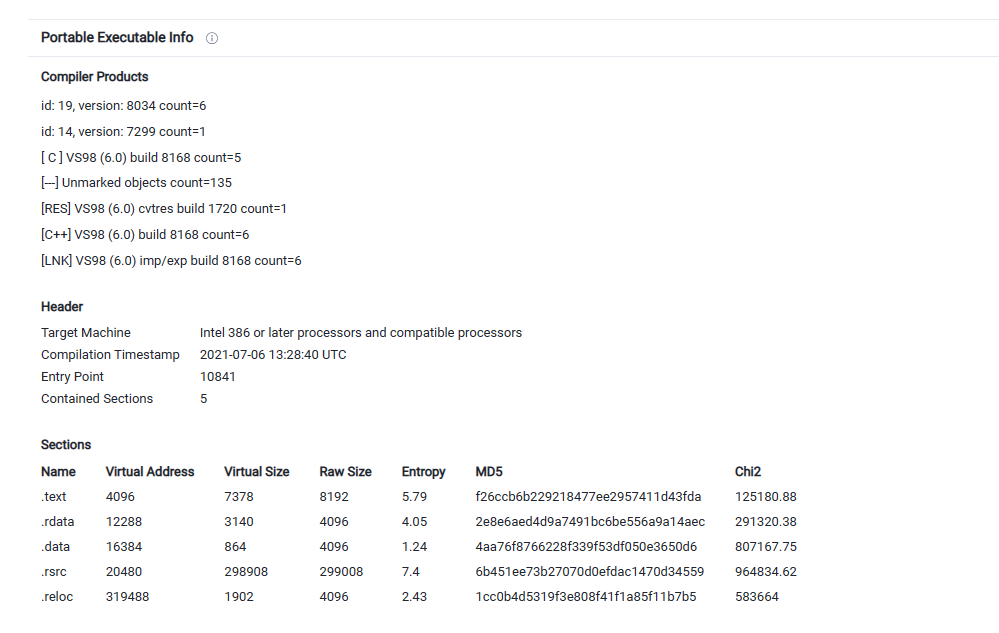 Portable Executable Info
Compiler Products
id: 19, version: 8034 count=6
id: 14, version: 7299 count=1
[ C ] VS98 (6.0) build 8168 count=5
[---] Unmarked objects count=135
[RES] VS98 (6.0) cvtres build 1720 count=1
[C++] VS98 (6.0) build 8168 count=6
[LNK] VS98 (6.0) imp/exp build 8168 count=6
Header
Target Machine Intel 386 or later processors and compatible processors
Compilation Timestamp 2021-07-06 13:28:40 UTC
Entry Point 10841
Contained Sections 5
Sections
Name Virtual Address Virtual Size Raw Size Entropy MD5 Chi2
.text 4096 7378 8192 5.79 f26ccb6b229218477ee2957411d43fda 125180.88
.rdata 12288 3140 4096 4.05 2e8e6aed4d9a7491bc6be556a9a14aec 291320.38
.data 16384 864 4096 1.24 4aa76f8766228f339f53df050e3650d6 807167.75
.rsrc 20480 298908 299008 7.4 6b451ee73b27070d0efdac1470d34559 964834.62
.reloc 319488 1902 4096 2.43 1cc0b4d5319f3e808f41f1a85f11b7b5 583664